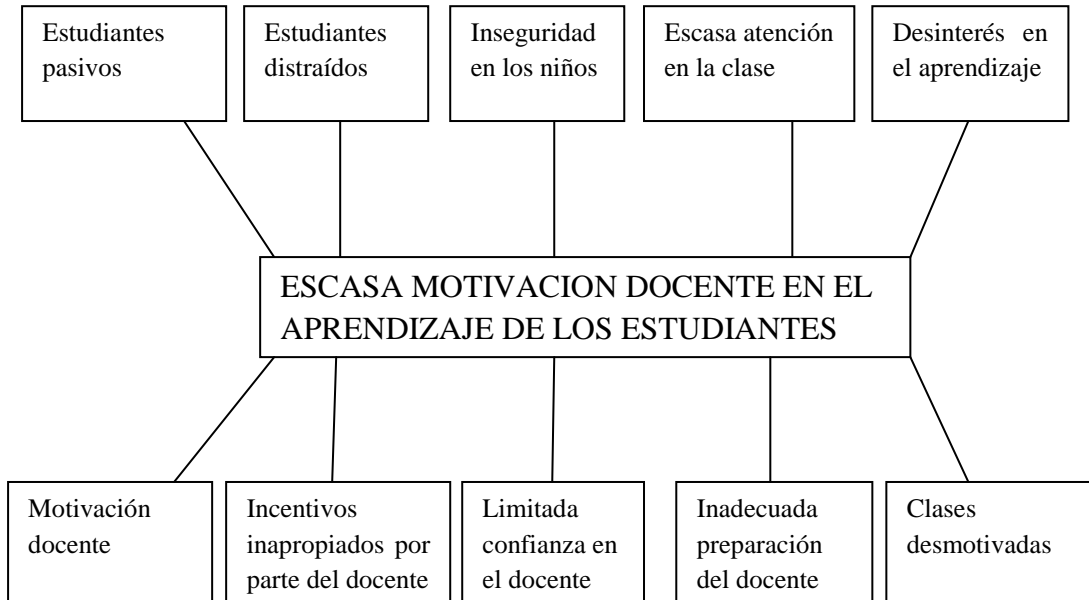 Estudiantes
pasivos
Estudiantes
distraídos
Inseguridad
en los niños
Escasa atención
en la clase
Desinterés en
el aprendizaje
ESCASA MOTIVACION DOCENTE EN EL
APRENDIZAJE DE LOS ESTUDIANTES
Motivación
docente
Incentivos
inapropiados por
parte del docente
Limitada
confianza en
el docente
Inadecuada
preparación
del docente
Clases
desmotivadas